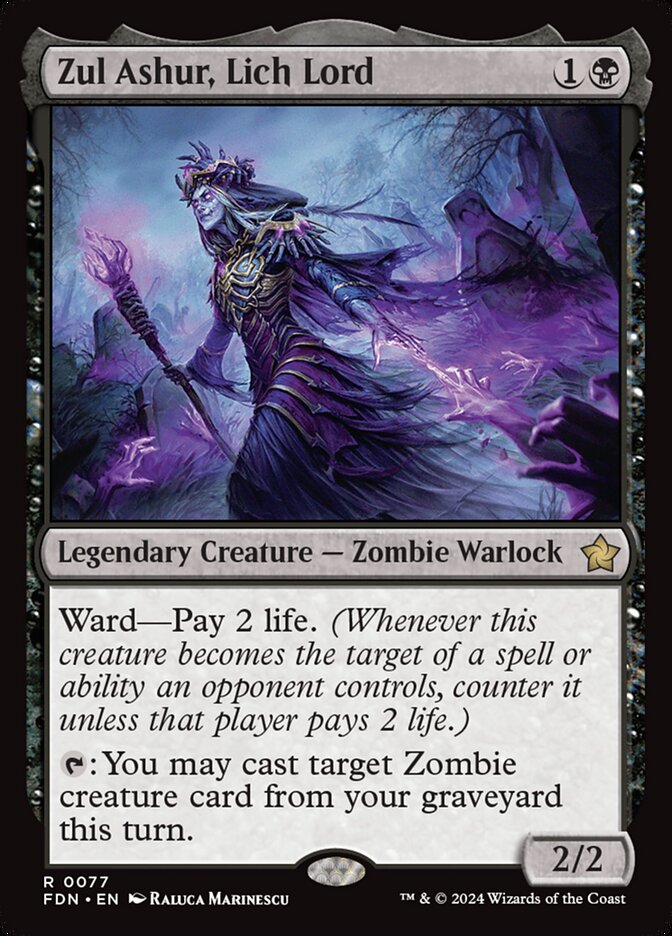 Zul Ashur, Lich Lord 1
Legendary Creature — Zombie Warlock
Ward—Pay 2 life. (Whenever this
creature becomes the target of a spell or
ability an opponent controls, counter it
unless that player pays 2 life.)
: You may cast target Zombie
creature card from your graveyard
this turn.
2/2
R 0077
FDN • EN RALUCA MARINESCU
™ & © 2024 Wizards of the Coast